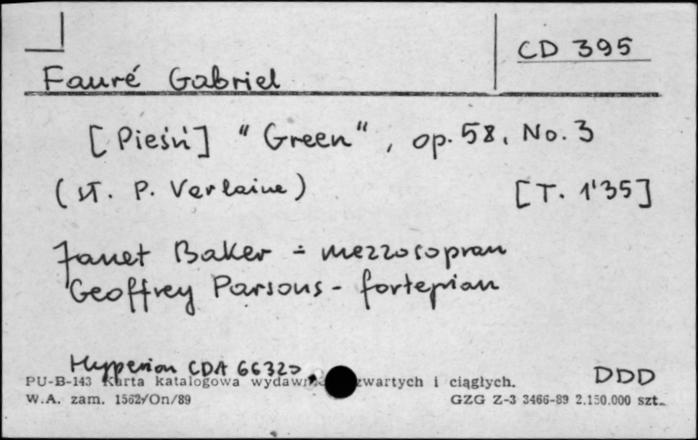 CD 395
Fauré Gabriel
[Pieśń] "Green", op. 58, No. 3
(sł. P. Verlaine) [T. 1'35]
Janet Baker - mezzosopran
Geoffrey Parsons - fortepian
Hyperion CDA 66320
DDD
PU-B-143 Karta katalogowa wydawn zwartych i ciągłych.
W.A. zam. 1562/On/89 GZG Z-3 3466-89 2.150.000 szt.